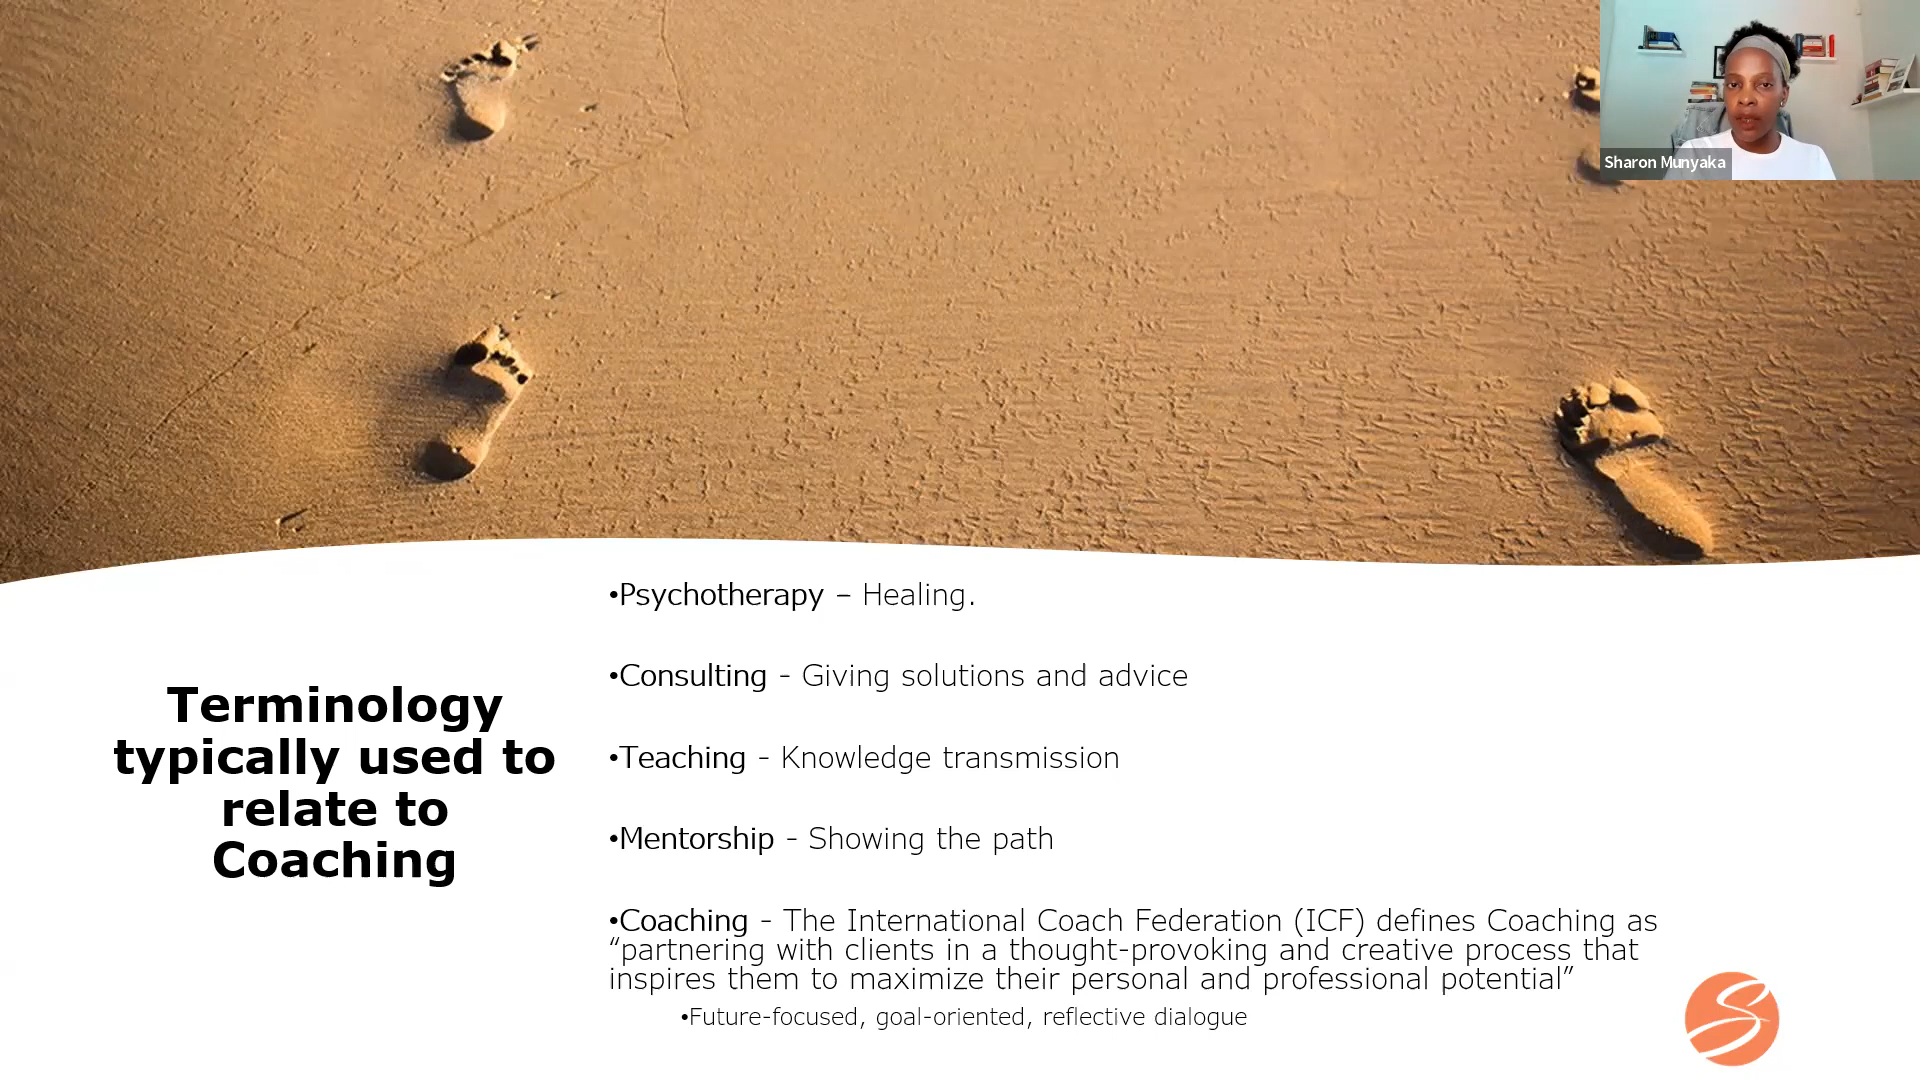 Sharon Munyaka
Terminology
typically used to
relate to
Coaching
•Psychotherapy – Healing.
•Consulting - Giving solutions and advice
•Teaching - Knowledge transmission
•Mentorship - Showing the path
•Coaching - The International Coach Federation (ICF) defines Coaching as
“partnering with clients in a thought-provoking and creative process that
inspires them to maximize their personal and professional potential”
•Future-focused, goal-oriented, reflective dialogue